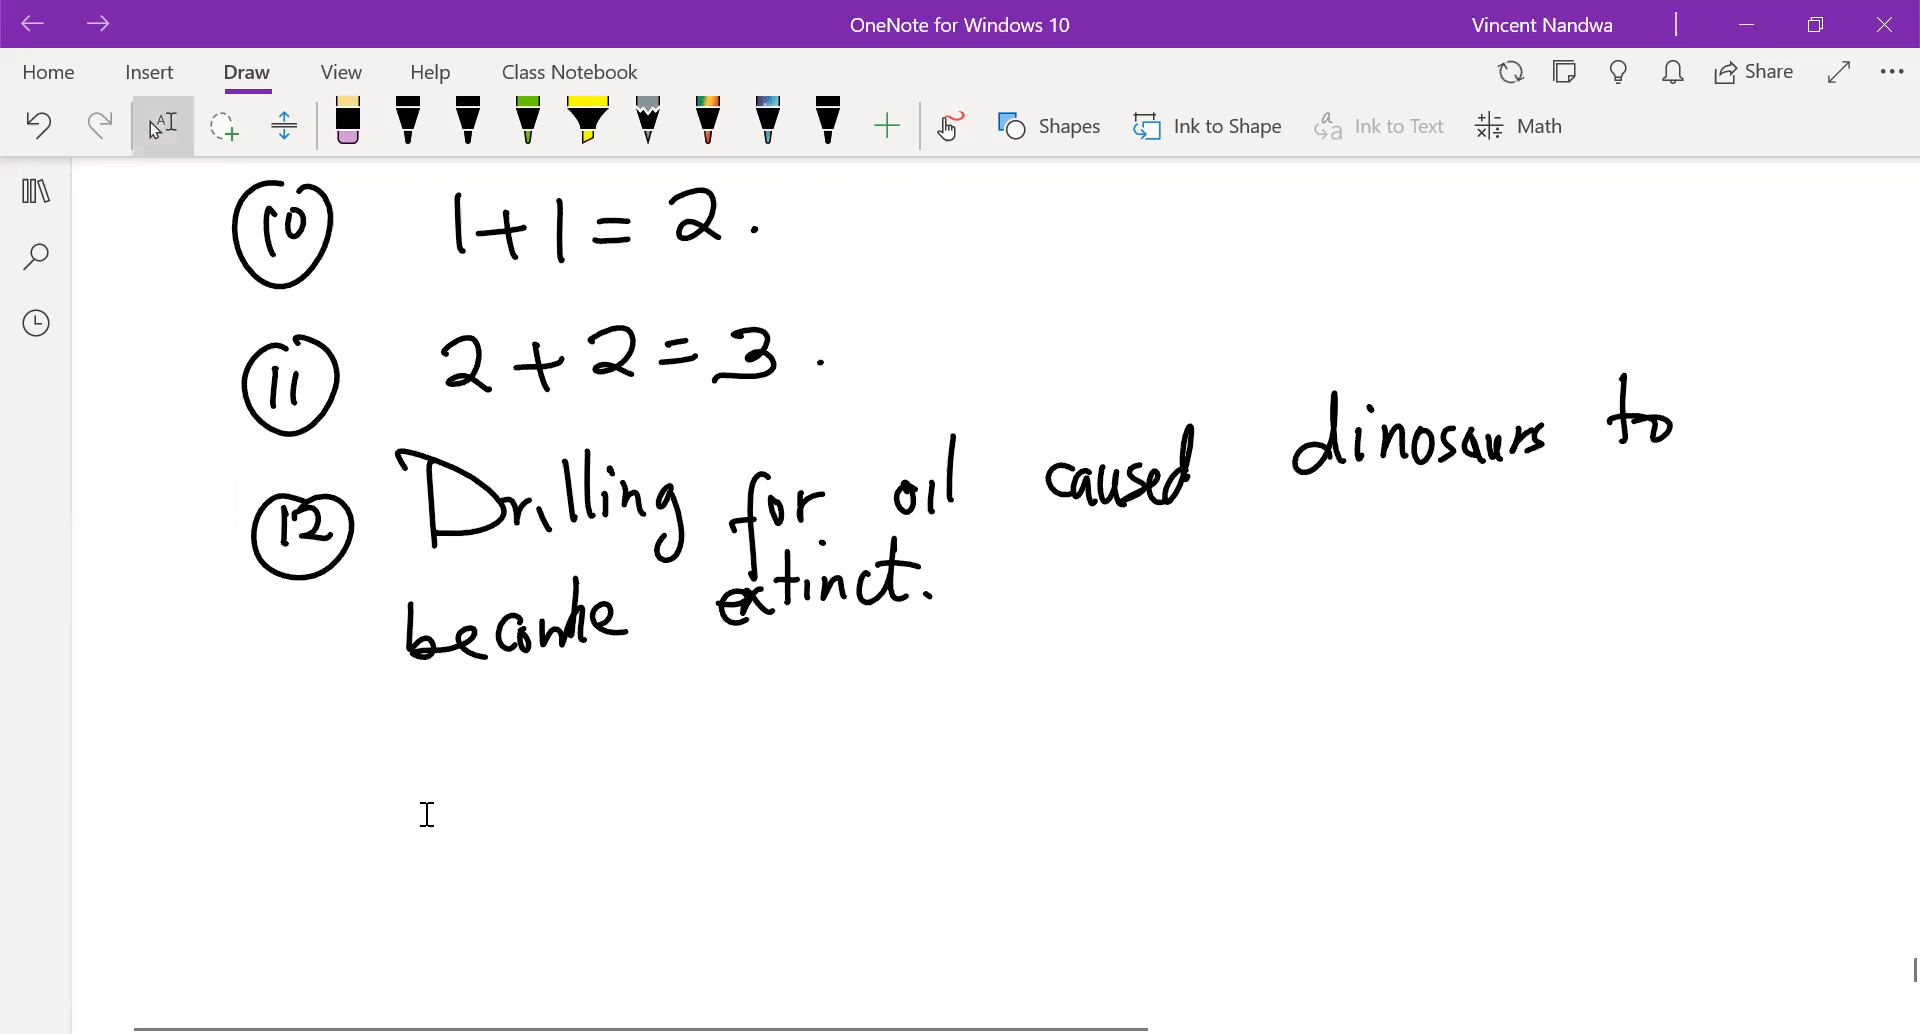 OneNote for Windows 10 Vincent Nandwa
Home Insert Draw View Help Class Notebook Share
Shapes Ink to Shape Ink to Text Math
10 1+1=2.
11 2+2=3.
12 Drilling for oil caused dinosaurs to
become extinct.